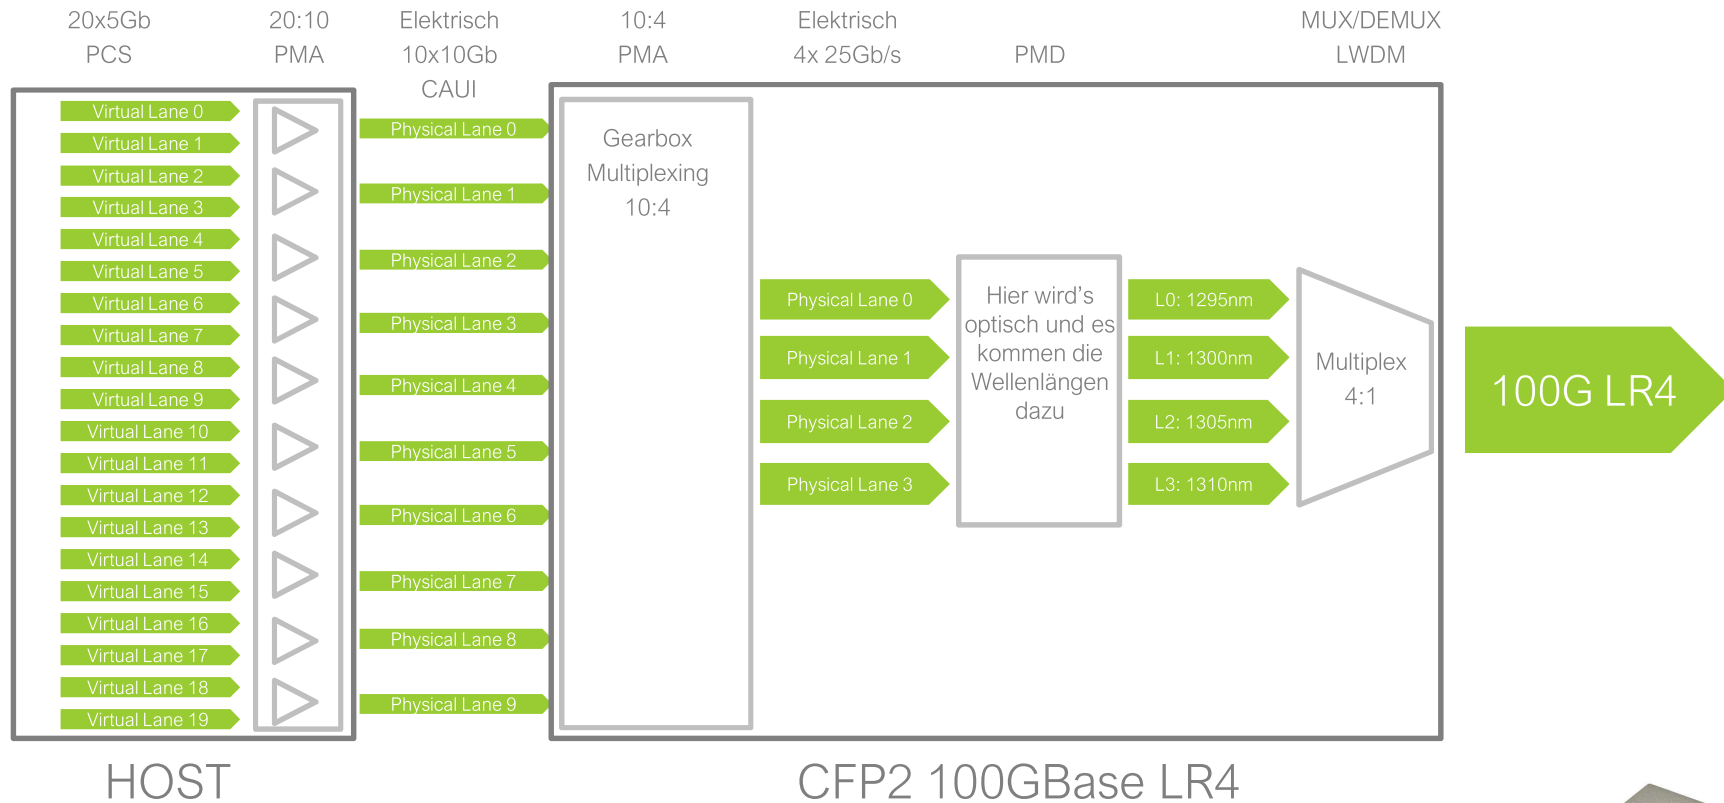 20x5Gb
PCS
20:10
PMA
Elektrisch
10x10Gb
CAUI
10:4
PMA
Elektrisch
4x 25Gb/s
PMD
MUX/DEMUX
LWDM
Virtual Lane 0
Virtual Lane 1
Virtual Lane 2
Virtual Lane 3
Virtual Lane 4
Virtual Lane 5
Virtual Lane 6
Virtual Lane 7
Virtual Lane 8
Virtual Lane 9
Virtual Lane 10
Virtual Lane 11
Virtual Lane 12
Virtual Lane 13
Virtual Lane 14
Virtual Lane 15
Virtual Lane 16
Virtual Lane 17
Virtual Lane 18
Virtual Lane 19
Physical Lane 0
Physical Lane 1
Physical Lane 2
Physical Lane 3
Physical Lane 4
Physical Lane 5
Physical Lane 6
Physical Lane 7
Physical Lane 8
Physical Lane 9
Gearbox
Multiplexing
10:4
Physical Lane 0
Physical Lane 1
Physical Lane 2
Physical Lane 3
Hier wird's
optisch und es
kommen die
Wellenlängen
dazu
L0: 1295nm
L1: 1300nm
L2: 1305nm
L3: 1310nm
Multiplex
4:1
100G LR4
HOST
CFP2 100GBase LR4